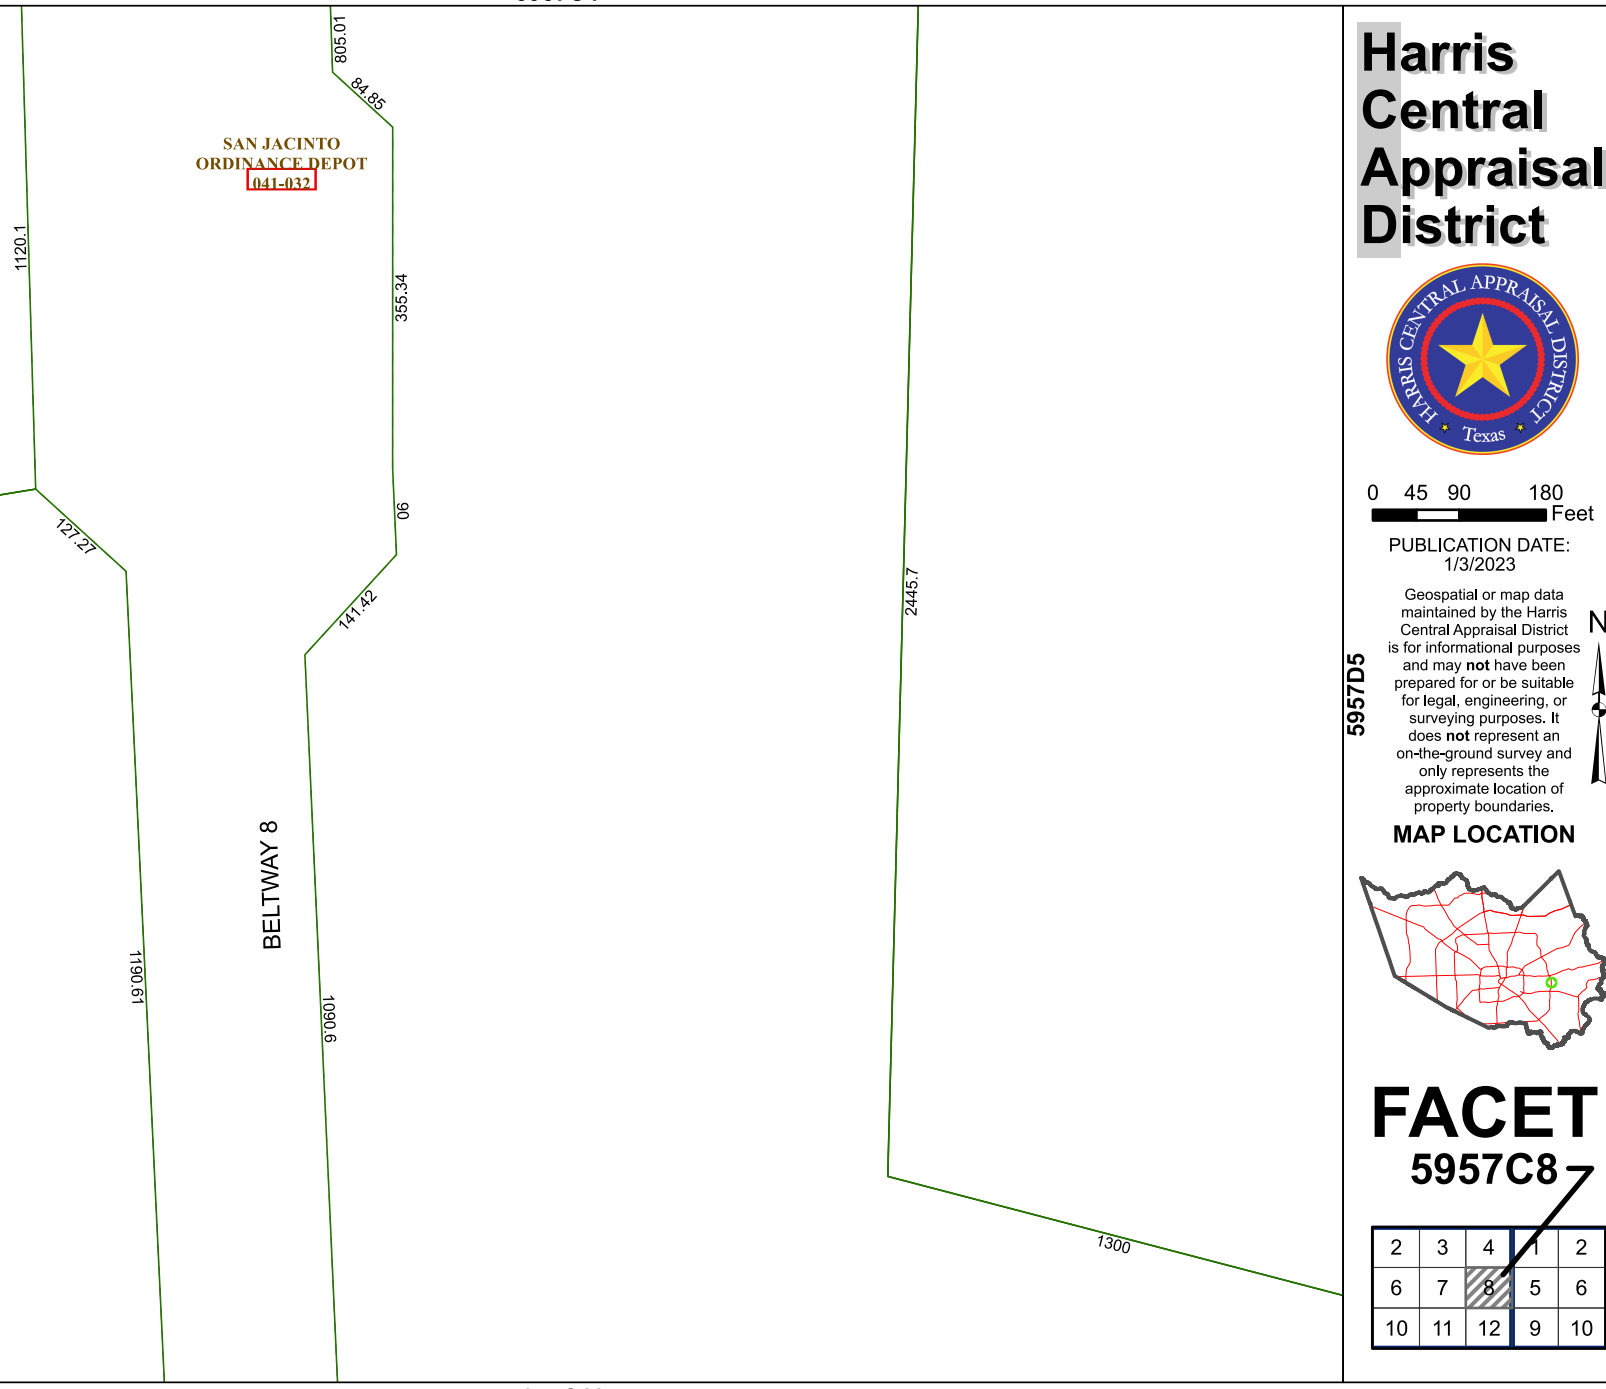 805.01
84.85
SAN JACINTO
ORDINANCE DEPOT
041-032
1120.1
355.34
90
127.27
141.42
2445.7
BELTWAY 8
1190.61
1090.6
1300
5957D5
Harris
Central
Appraisal
District
HARRIS CENTRAL APPRAISAL DISTRICT
Texas
0 45 90 180
Feet
PUBLICATION DATE:
1/3/2023
Geospatial or map data
maintained by the Harris
Central Appraisal District
is for informational purposes
and may not have been
prepared for or be suitable
for legal, engineering, or
surveying purposes. It
does not represent an
on-the-ground survey and
only represents the
approximate location of
property boundaries.
N
MAP LOCATION
FACET
5957C8
2 3 4 1 2
6 7 8 5 6
10 11 12 9 10